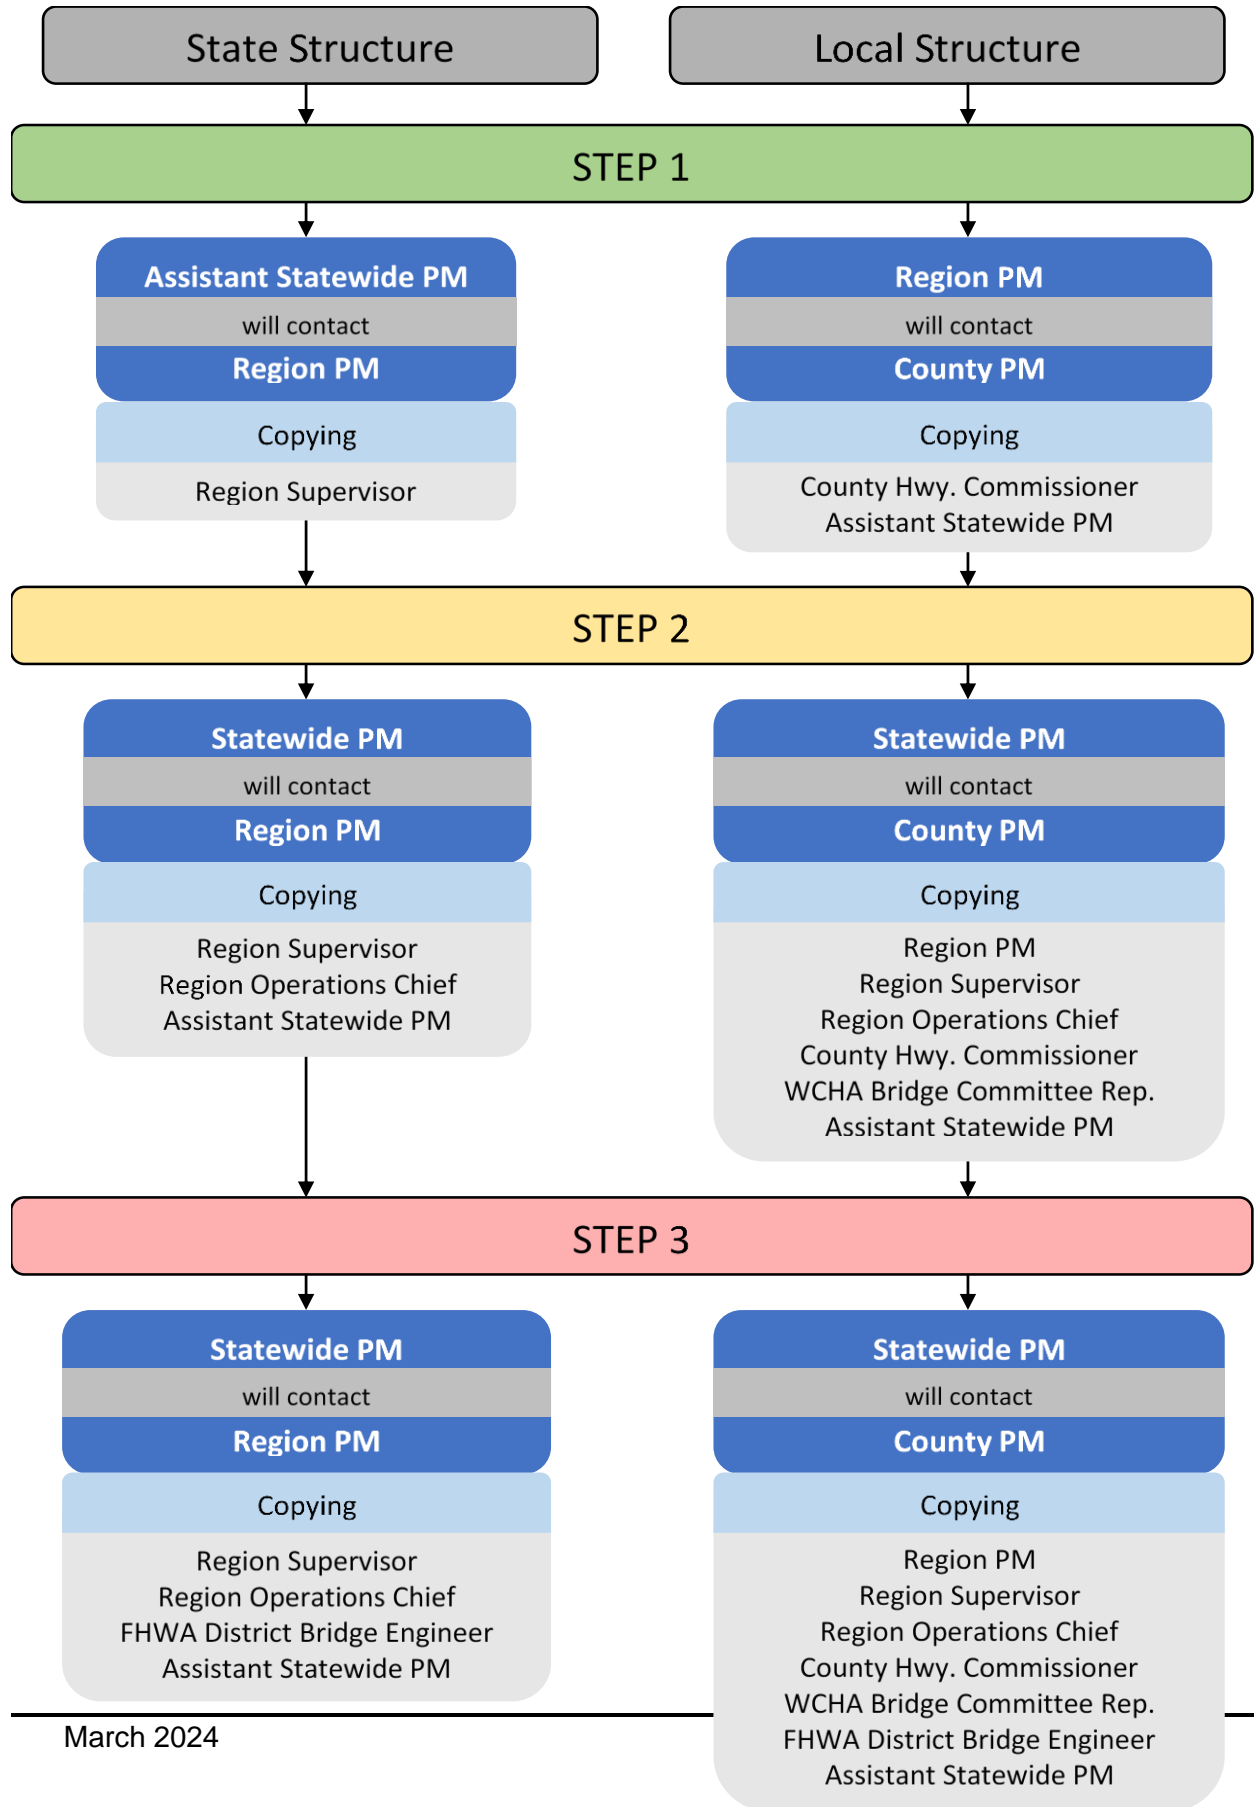 State Structure
Local Structure
STEP 1
Assistant Statewide PM
will contact
Region PM
Copying
Region Supervisor
Region PM
will contact
County PM
Copying
County Hwy. Commissioner
Assistant Statewide PM
STEP 2
Statewide PM
will contact
Region PM
Copying
Region Supervisor
Region Operations Chief
Assistant Statewide PM
Statewide PM
will contact
County PM
Copying
Region PM
Region Supervisor
Region Operations Chief
County Hwy. Commissioner
WCHA Bridge Committee Rep.
Assistant Statewide PM
STEP 3
Statewide PM
will contact
Region PM
Copying
Region Supervisor
Region Operations Chief
FHWA District Bridge Engineer
Assistant Statewide PM
Statewide PM
will contact
County PM
Copying
Region PM
Region Supervisor
Region Operations Chief
County Hwy. Commissioner
WCHA Bridge Committee Rep.
FHWA District Bridge Engineer
Assistant Statewide PM
March 2024